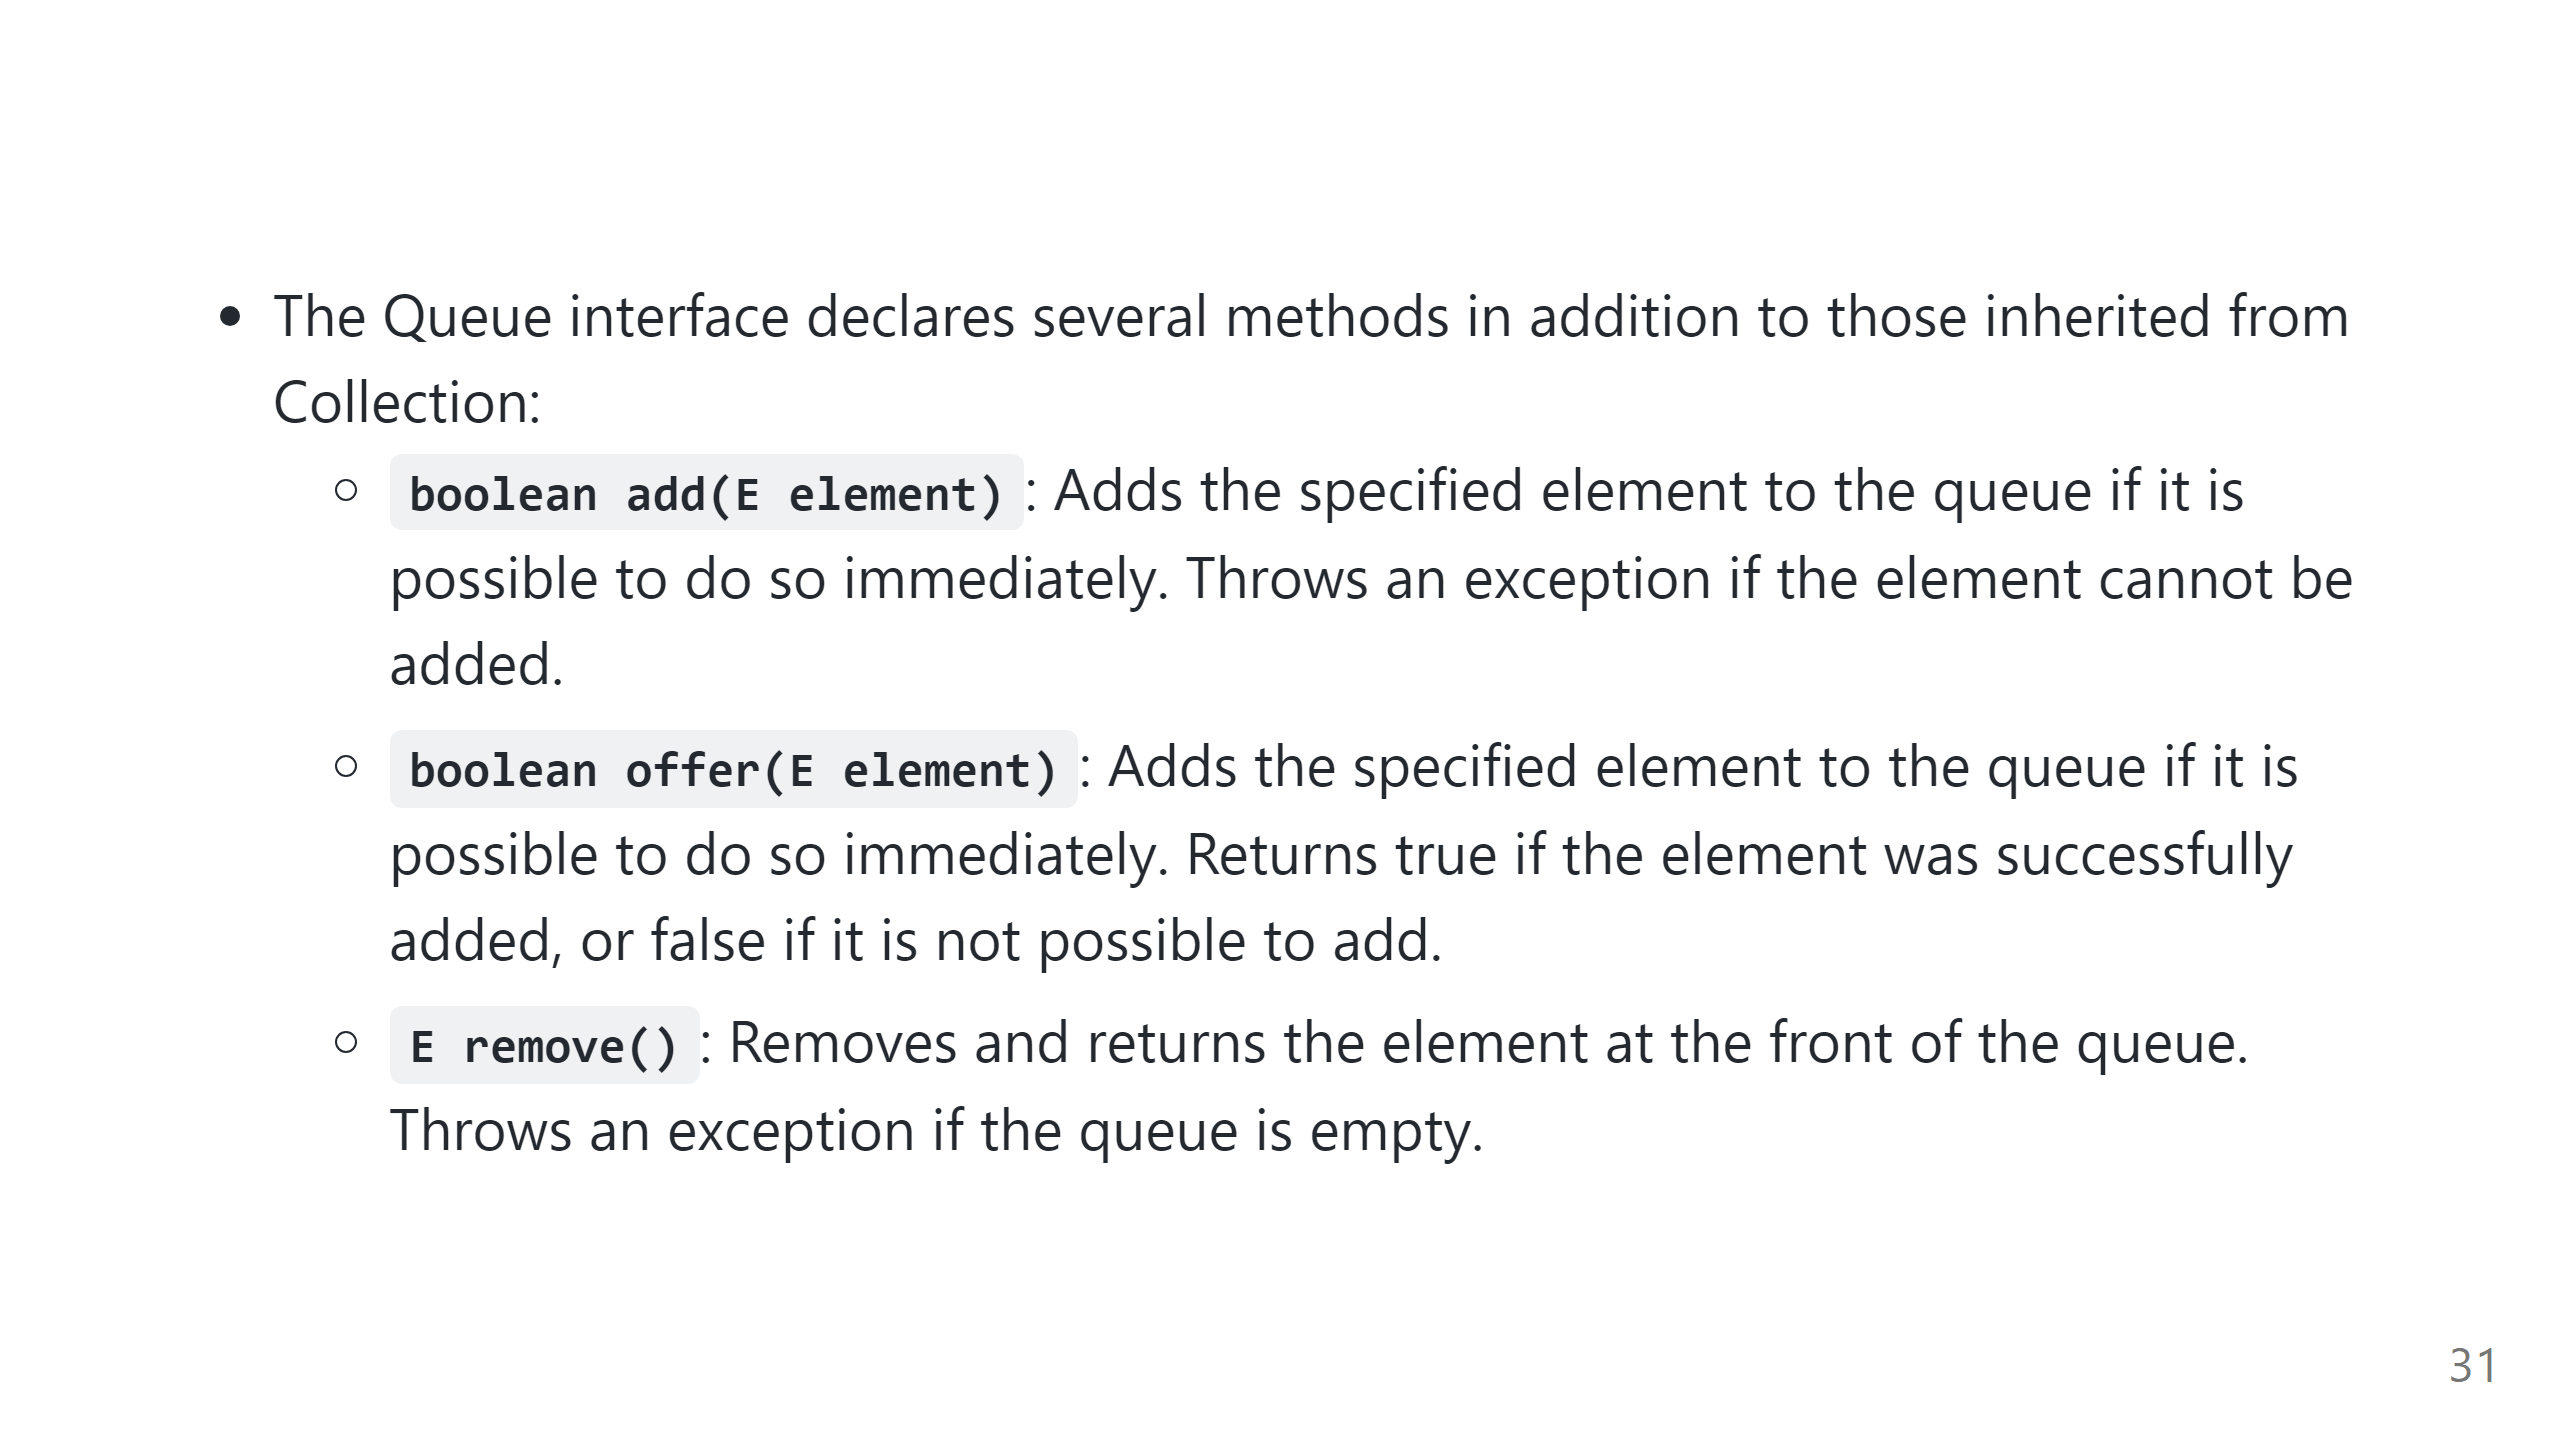 • The Queue interface declares several methods in addition to those inherited from
Collection:
○ boolean add(E element): Adds the specified element to the queue if it is
possible to do so immediately. Throws an exception if the element cannot be
added.
○ boolean offer(E element): Adds the specified element to the queue if it is
possible to do so immediately. Returns true if the element was successfully
added, or false if it is not possible to add.
○ E remove(): Removes and returns the element at the front of the queue.
Throws an exception if the queue is empty.
31